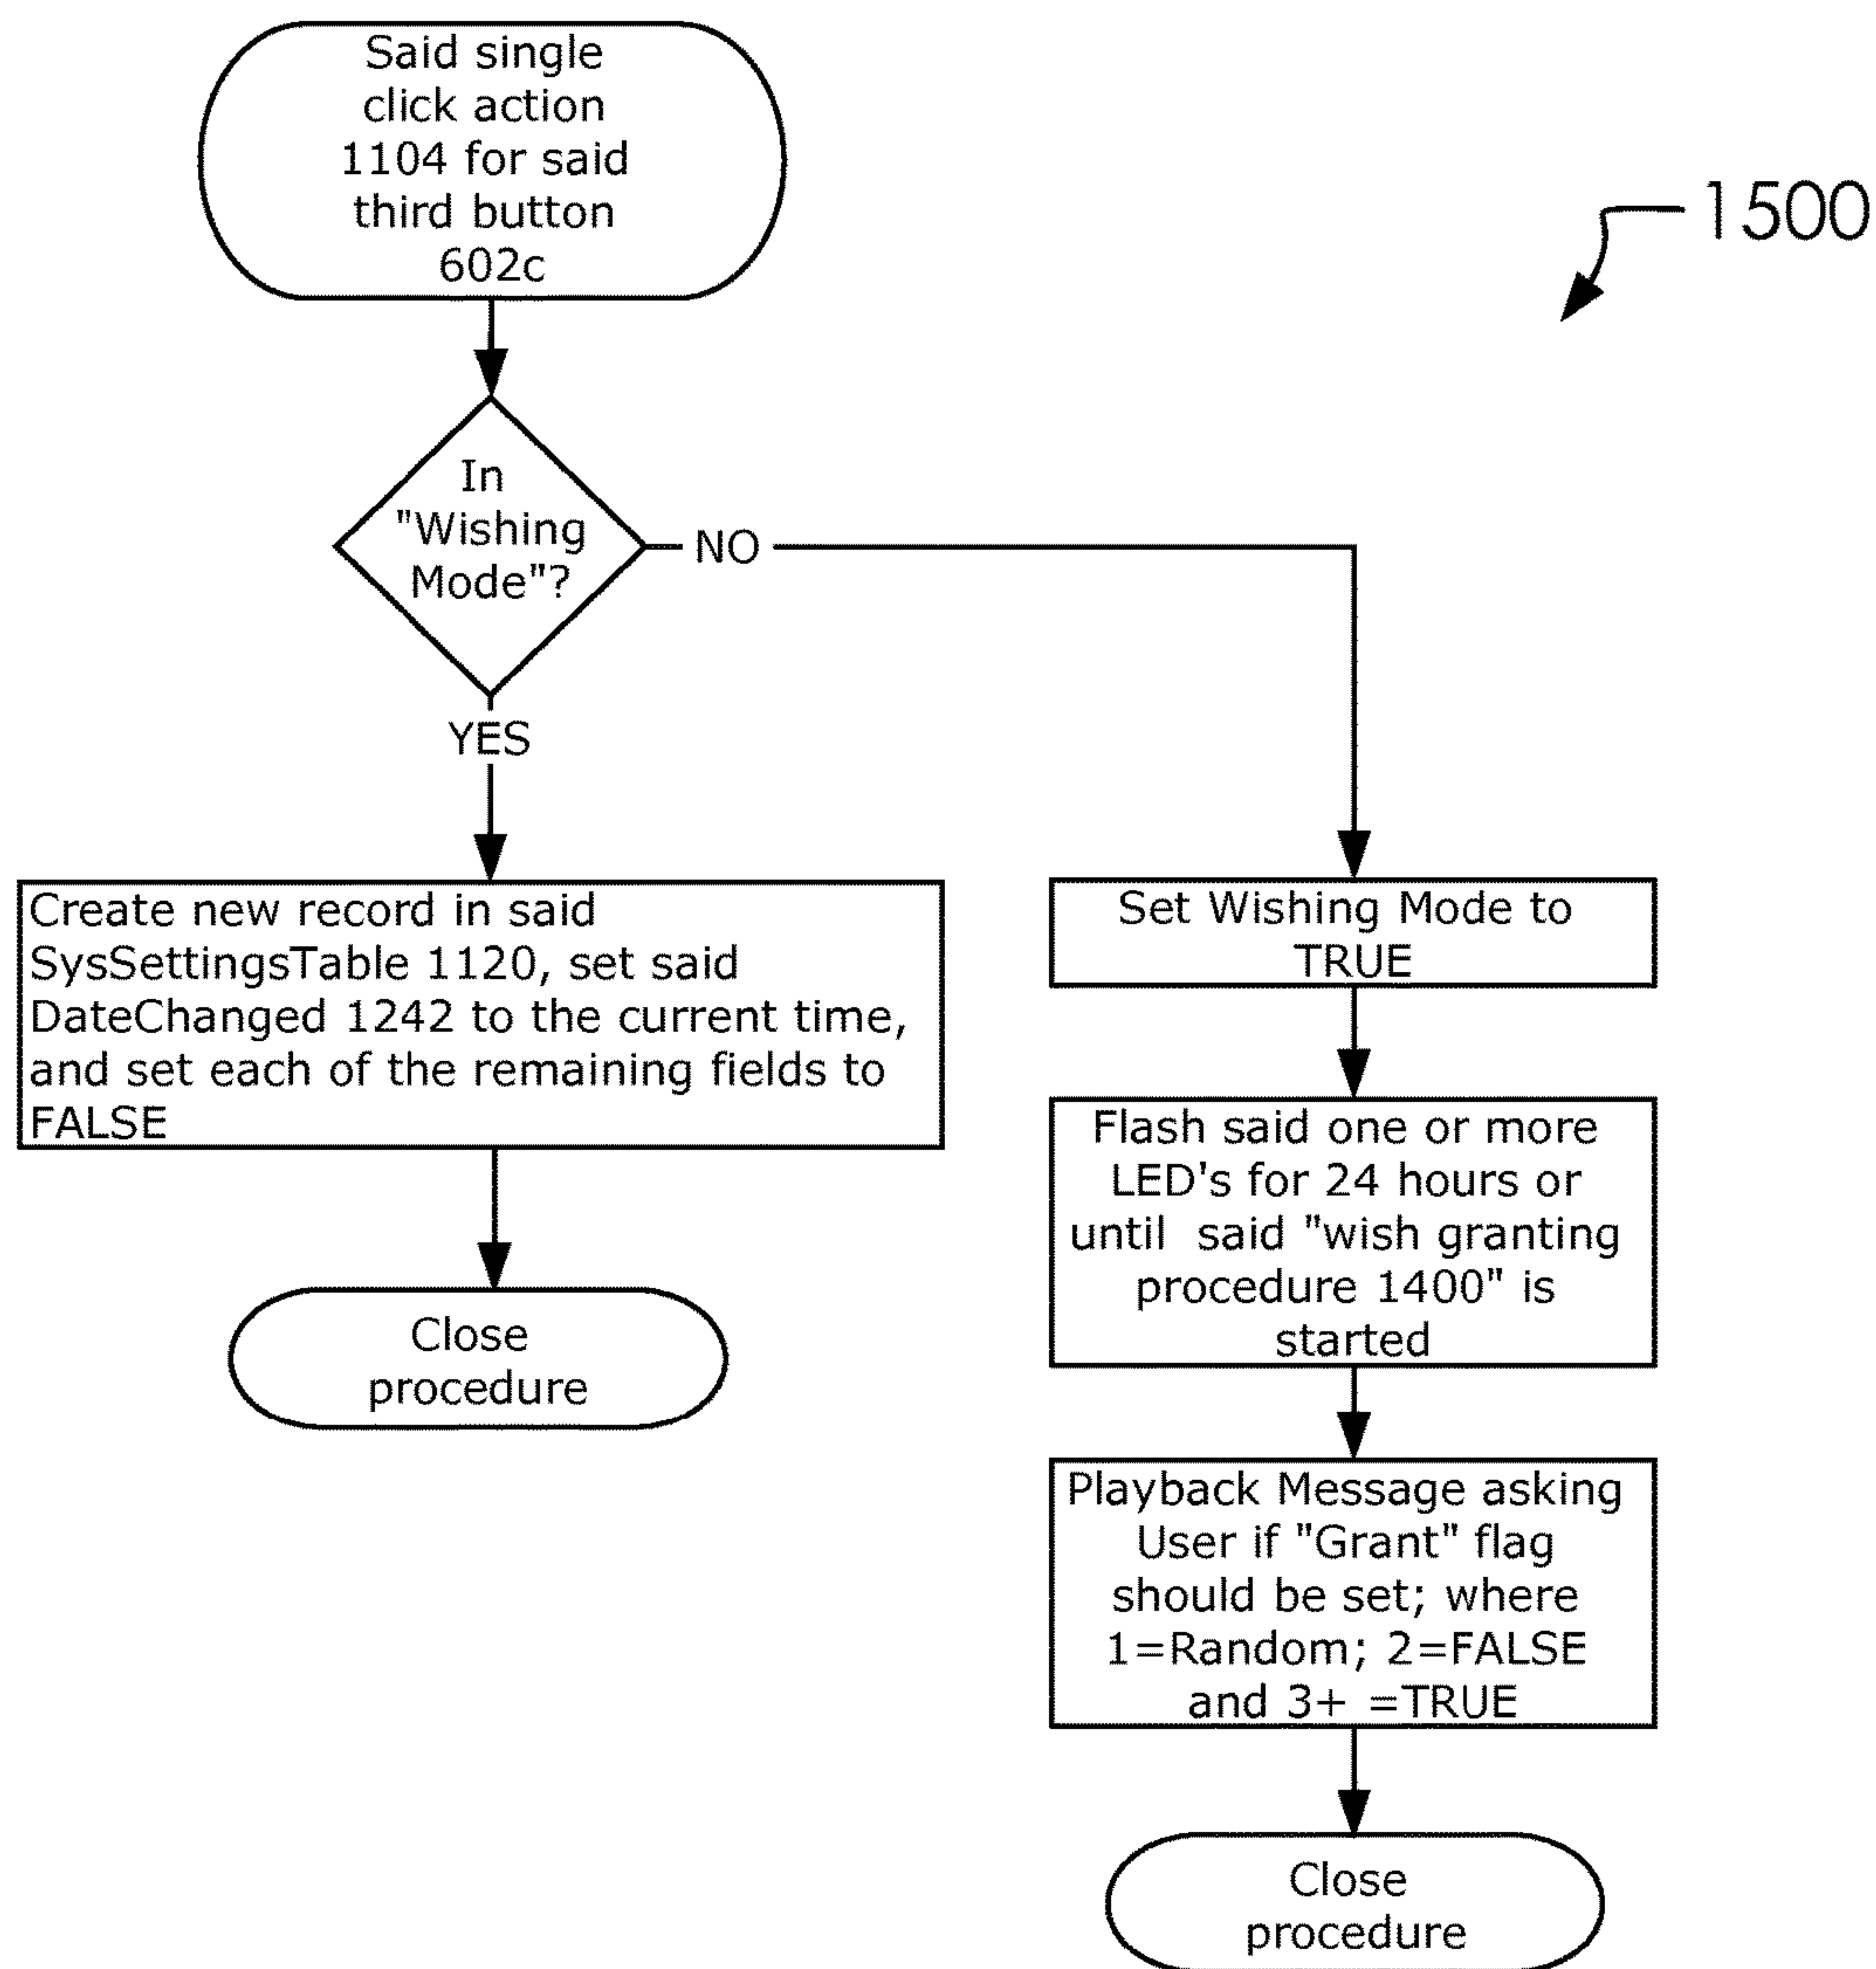 Said single
click action
1104 for said
third button
602c
1500
In
"Wishing
Mode"?
NO
YES
Create new record in said
SysSettingsTable 1120, set said
DateChanged 1242 to the current time,
and set each of the remaining fields to
FALSE
Close
procedure
Set Wishing Mode to
TRUE
Flash said one or more
LED's for 24 hours or
until said "wish granting
procedure 1400" is
started
Playback Message asking
User if "Grant" flag
should be set; where
1=Random; 2=FALSE
and 3+ =TRUE
Close
procedure